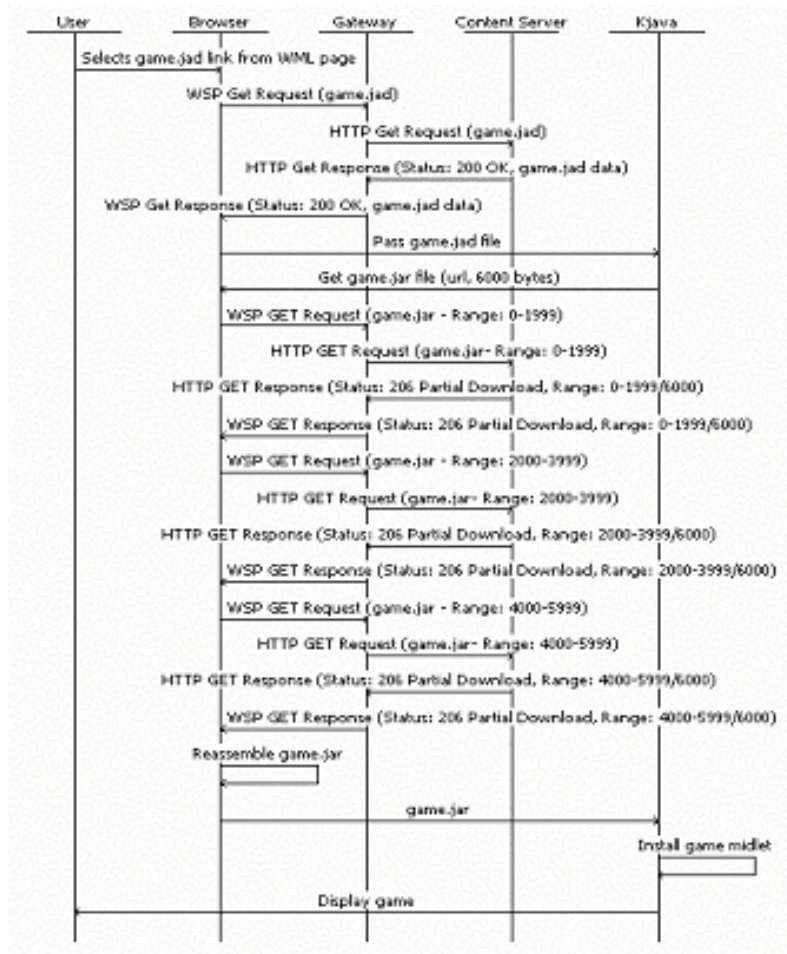 User Browser Gateway Content Server Kjava
Selects game.jad link from WML page
WSP Get Request (game.jad)
HTTP Get Request (game.jad)
HTTP Get Response (Status: 200 OK, game.jad data)
WSP Get Response (Status: 200 OK, game.jad data)
Pass game.jad file
Get game.jar file (url, 6000 bytes)
WSP GET Request (game.jar - Range: 0-1999)
HTTP GET Request (game.jar- Range: 0-1999)
HTTP GET Response (Status: 206 Partial Download, Range: 0-1999/6000)
WSP GET Response (Status: 206 Partial Download, Range: 0-1999/6000)
WSP GET Request (game.jar - Range: 2000-3999)
HTTP GET Request (game.jar- Range: 2000-3999)
HTTP GET Response (Status: 206 Partial Download, Range: 2000-3999/6000)
WSP GET Response (Status: 206 Partial Download, Range: 2000-3999/6000)
WSP GET Request (game.jar - Range: 4000-5999)
HTTP GET Request (game.jar- Range: 4000-5999)
HTTP GET Response (Status: 206 Partial Download, Range: 4000-5999/6000)
WSP GET Response (Status: 206 Partial Download, Range: 4000-5999/6000)
Reassemble game.jar
game.jar
Install game midlet
Display game